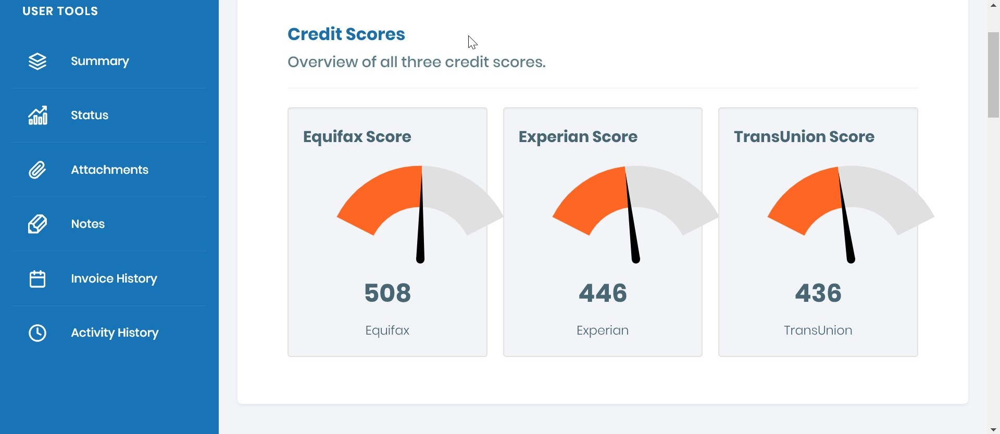 USER TOOLS
Summary
Status
Attachments
Notes
Invoice History
Activity History
Credit Scores
Overview of all three credit scores.
Equifax Score
508
Equifax
Experian Score
446
Experian
TransUnion Score
436
TransUnion